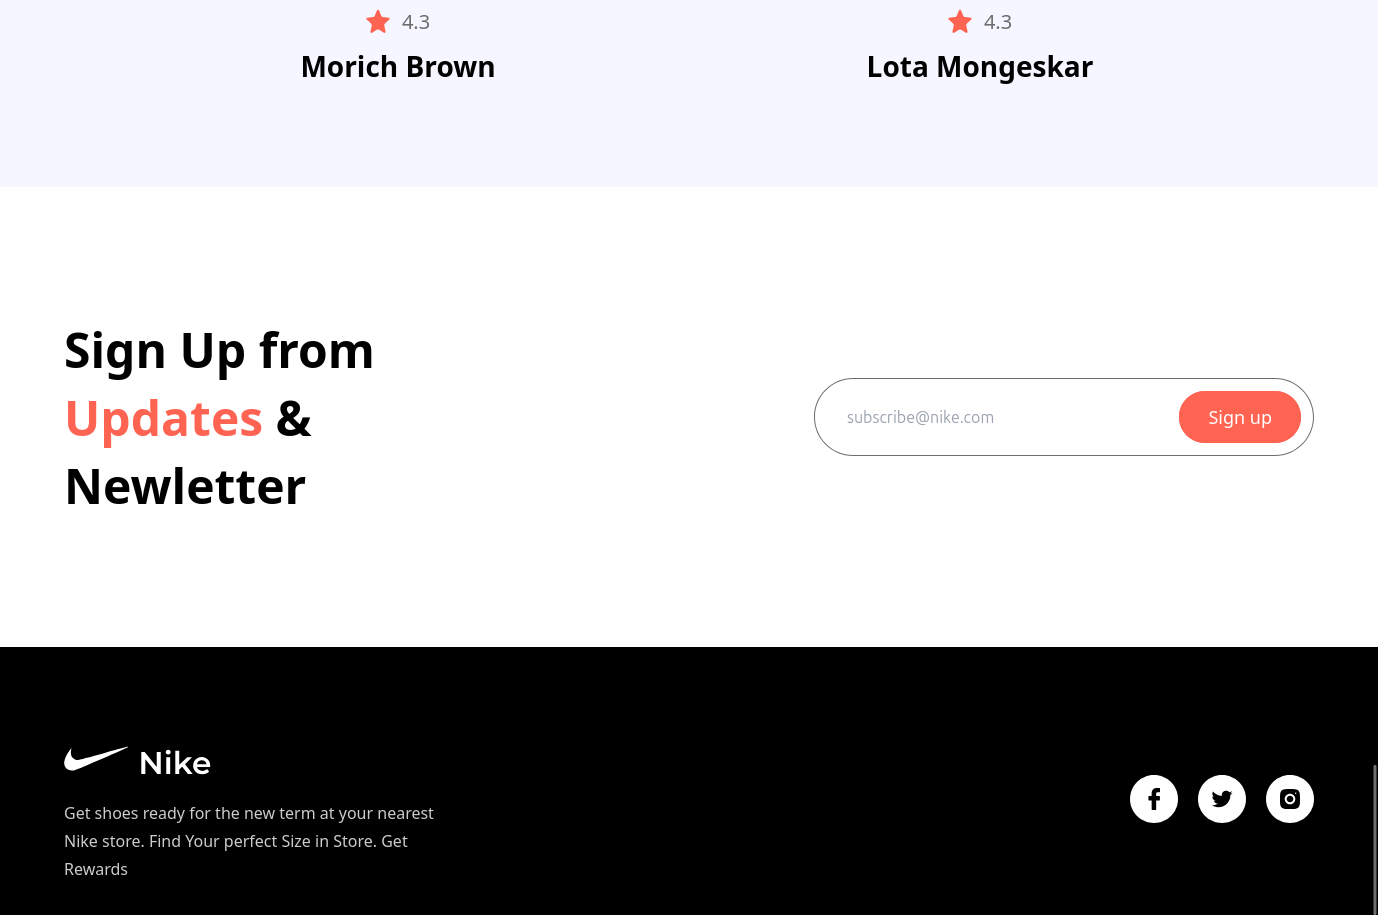 4.3
4.3
Morich Brown
Lota Mongeskar
Sign Up from
Updates &
Newletter
subscribe@nike.com
Sign up
Nike
Get shoes ready for the new term at your nearest
Nike store. Find Your perfect Size in Store. Get
Rewards